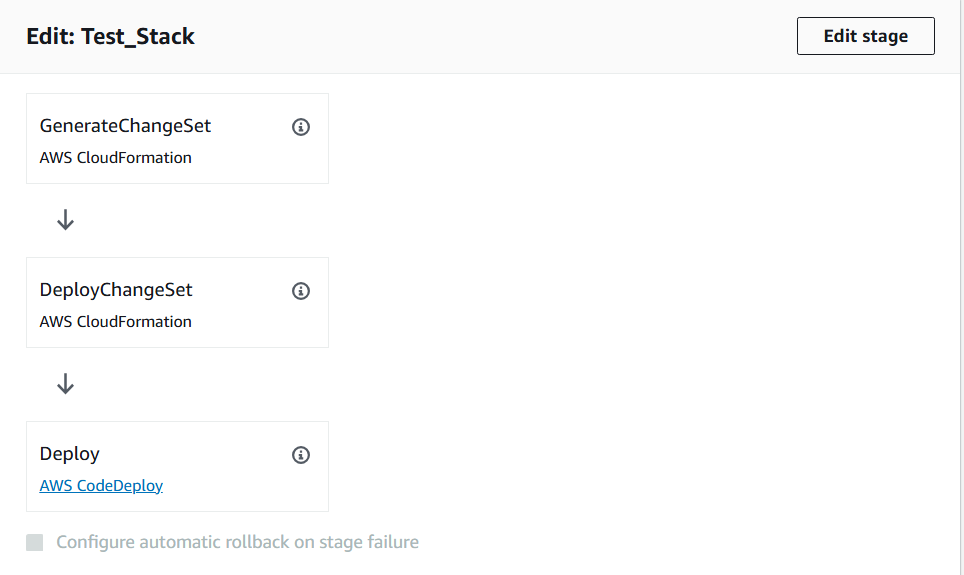 Edit: Test_Stack
Edit stage
GenerateChangeSet
AWS CloudFormation
DeployChangeSet
AWS CloudFormation
Deploy
AWS CodeDeploy
Configure automatic rollback on stage failure